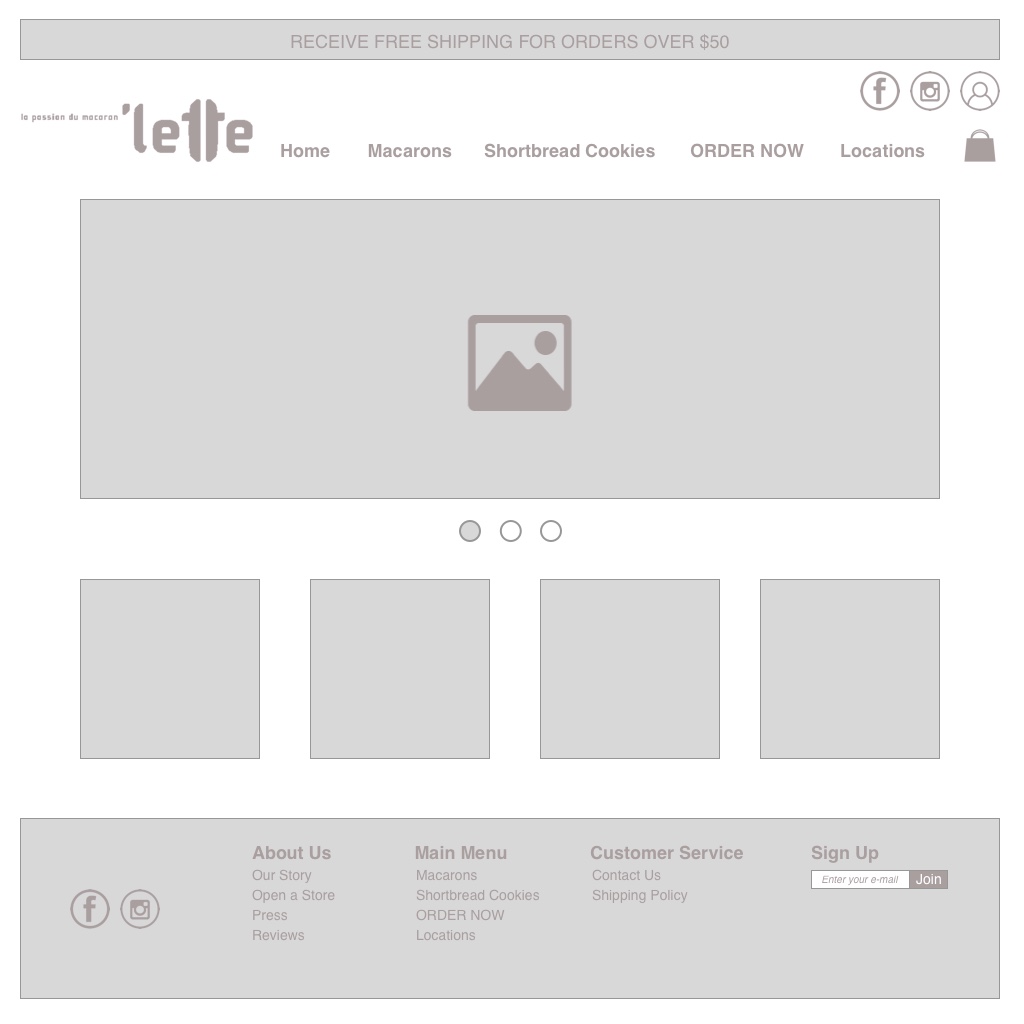 RECEIVE FREE SHIPPING FOR ORDERS OVER $50
la passion du macaron 'lette
Home Macarons Shortbread Cookies ORDER NOW Locations
About Us Main Menu Customer Service Sign Up
Our Story Macarons Contact Us Enter your e-mail Join
Open a Store Shortbread Cookies Shipping Policy
Press ORDER NOW
Reviews Locations